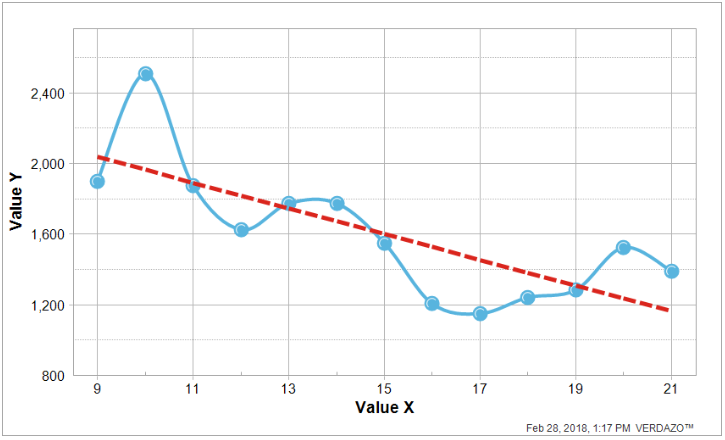 Value Y
2,400
2,000
1,600
1,200
800
9 11 13 15 17 19 21
Value X
Feb 28, 2018, 1:17 PM VERDAZO™